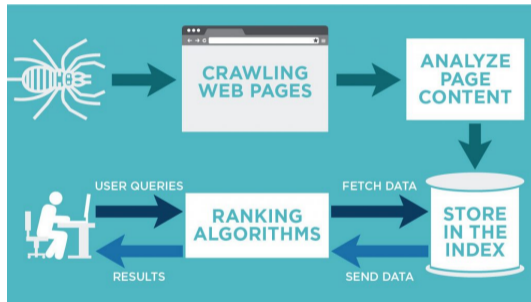 CRAWLING
WEB PAGES
ANALYZE
PAGE
CONTENT
USER QUERIES
FETCH DATA
RANKING
ALGORITHMS
STORE
IN THE
INDEX
RESULTS
SEND DATA